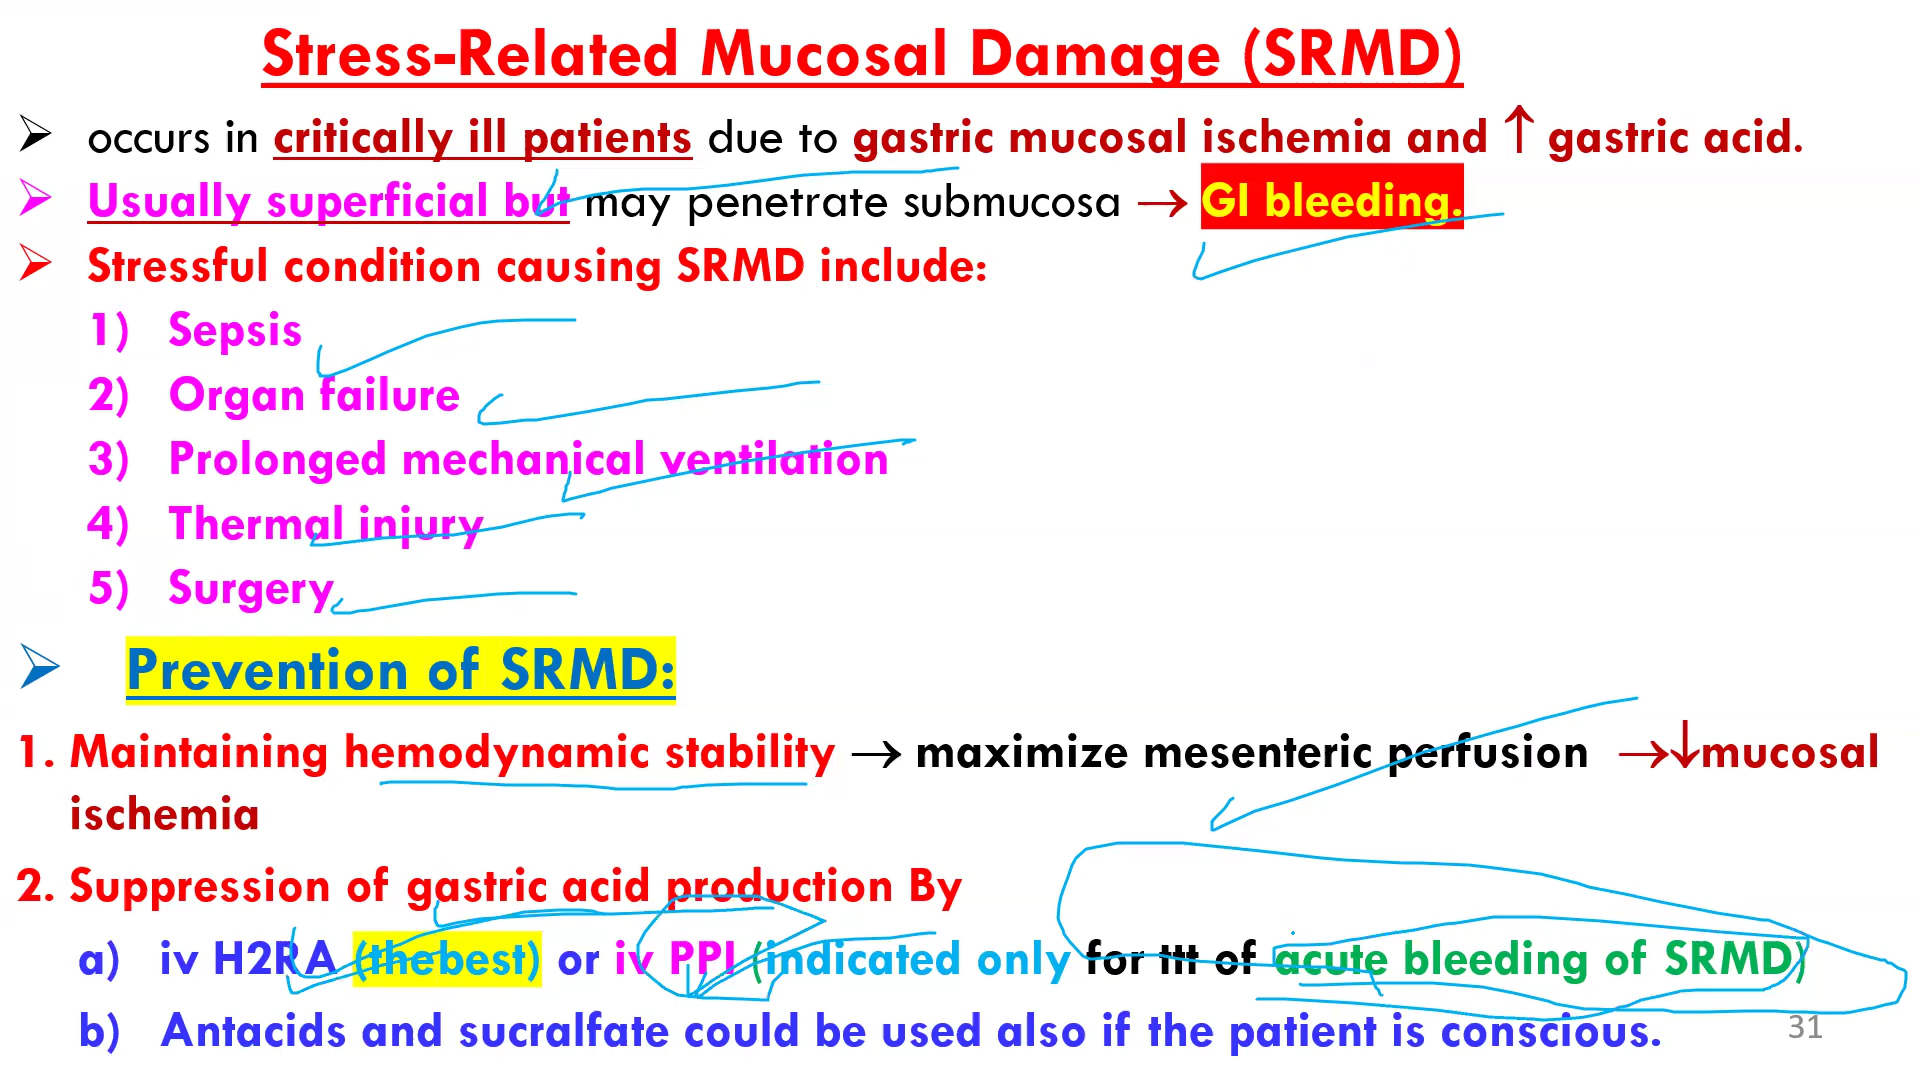 Stress-Related Mucosal Damage (SRMD)
➢ occurs in critically ill patients due to gastric mucosal ischemia and ↑ gastric acid.
➢ Usually superficial but may penetrate submucosa → GI bleeding.
➢ Stressful condition causing SRMD include:
1) Sepsis
2) Organ failure
3) Prolonged mechanical ventilation
4) Thermal injury
5) Surgery
➢ Prevention of SRMD:
1. Maintaining hemodynamic stability → maximize mesenteric perfusion →↓mucosal
ischemia
2. Suppression of gastric acid production By
a) iv H2RA (thebest) or iv PPI (indicated only for ttt of acute bleeding of SRMD)
b) Antacids and sucralfate could be used also if the patient is conscious.
31